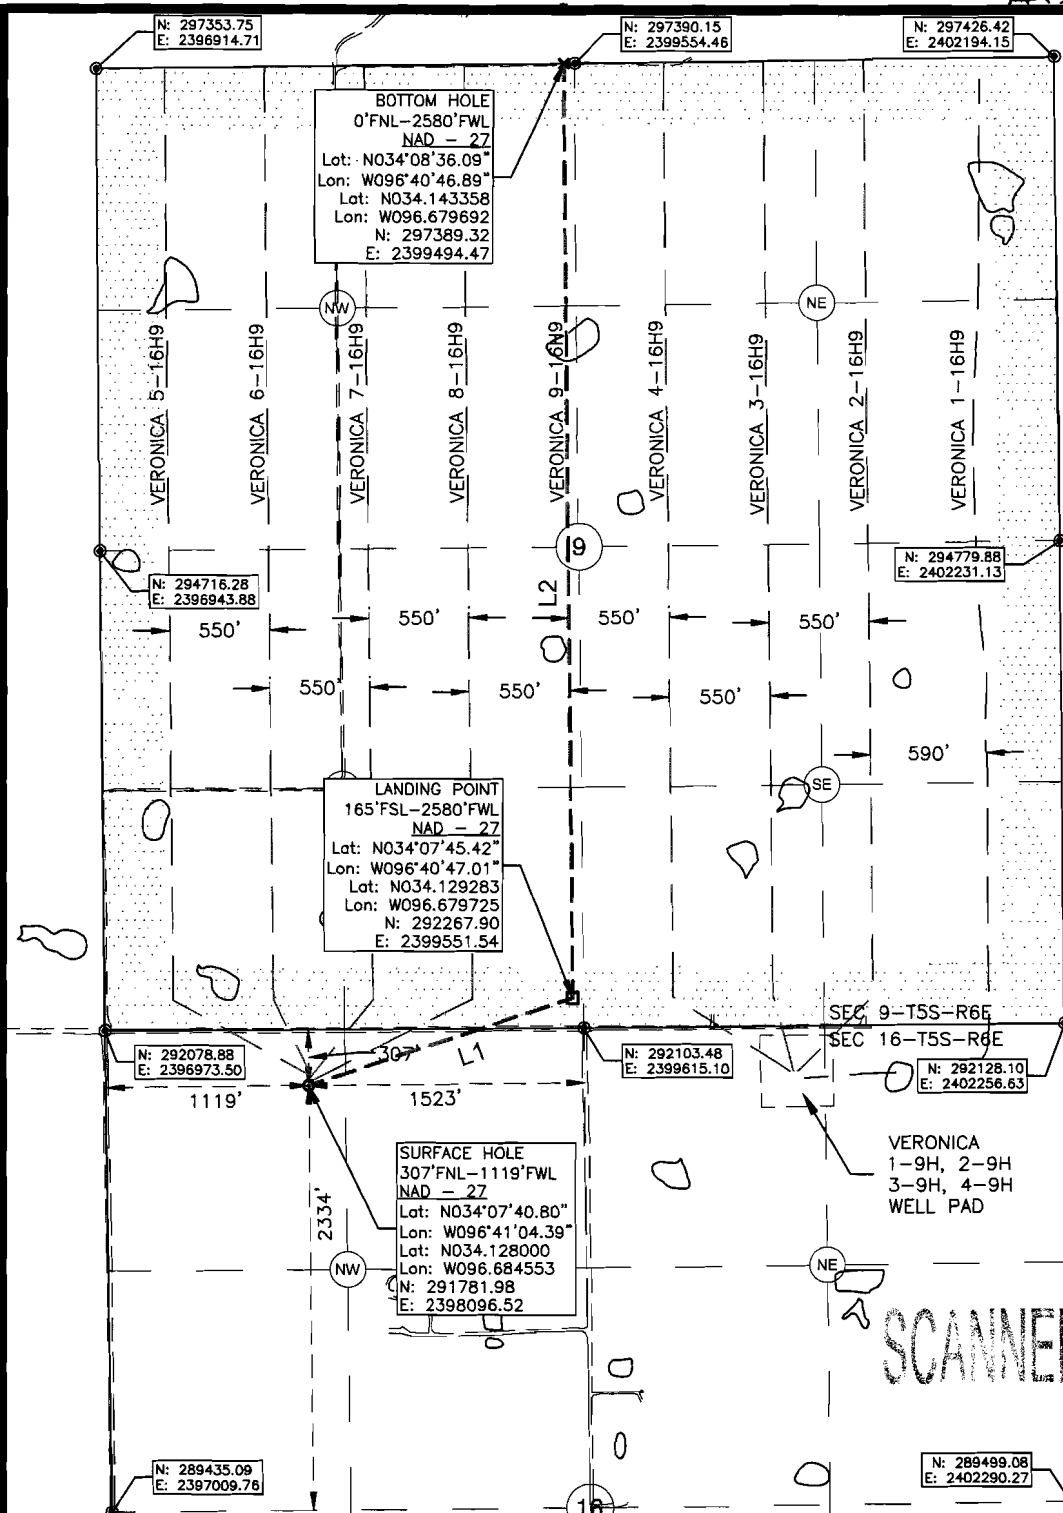 N: 297353.75
E: 2396914.71
N: 297390.15
E: 2399554.46
N: 297426.42
E: 2402194.15
BOTTOM HOLE
0'FNL-2580'FWL
NAD - 27
Lat: N034°08'36.09"
Lon: W096°40'46.89"
Lat: N034.143358
Lon: W096.679692
N: 297389.32
E: 2399494.47
NW
NE
VERONICA 5-16H9
VERONICA 6-16H9
VERONICA 7-16H9
VERONICA 8-16H9
VERONICA 9-16H9
VERONICA 4-16H9
VERONICA 3-16H9
VERONICA 2-16H9
VERONICA 1-16H9
9
N: 294716.28
E: 2396943.88
N: 294779.88
E: 2402231.13
L2
550'
550'
550'
550'
550'
550'
550'
590'
SE
LANDING POINT
165'FSL-2580'FWL
NAD - 27
Lat: N034°07'45.42"
Lon: W096°40'47.01"
Lat: N034.129283
Lon: W096.679725
N: 292267.90
E: 2399551.54
SEC 9-T5S-R6E
SEC 16-T5S-R6E
N: 292078.88
E: 2396973.50
307'
L1
N: 292103.48
E: 2399615.10
N: 292128.10
E: 2402256.63
1119'
1523'
SURFACE HOLE
307'FNL-1119'FWL
NAD - 27
Lat: N034°07'40.80"
Lon: W096°41'04.39"
Lat: N034.128000
Lon: W096.684553
N: 291781.98
E: 2398096.52
VERONICA
1-9H, 2-9H
3-9H, 4-9H
WELL PAD
2334'
NW
NE
SCANNE
N: 289435.09
E: 2397009.76
N: 289499.08
E: 2402290.27
16